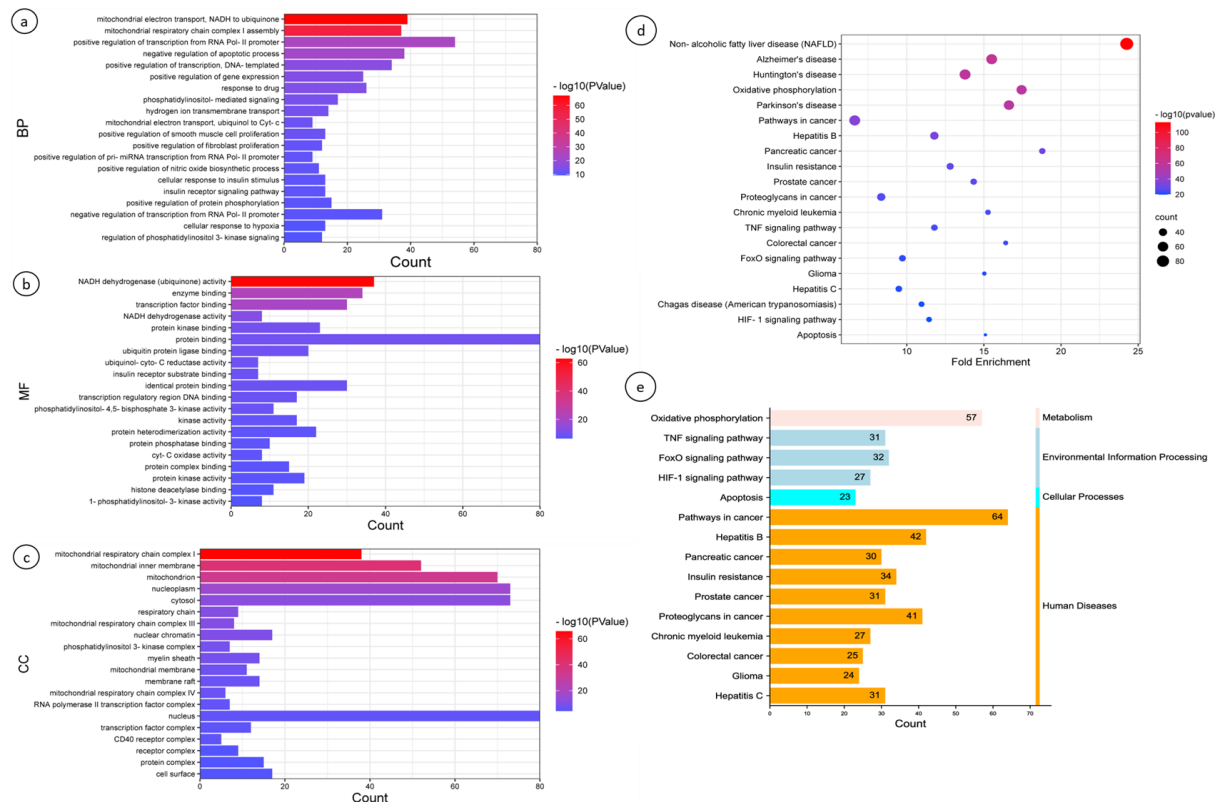 a
BP
mitochondrial electron transport, NADH to ubiquinone
mitochondrial respiratory chain complex I assembly
positive regulation of transcription from RNA Pol- II promoter
negative regulation of apoptotic process
positive regulation of transcription, DNA- templated
positive regulation of gene expression
response to drug
phosphatidylinositol- mediated signaling
hydrogen ion transmembrane transport
mitochondrial electron transport, ubiquinol to Cyt- c
positive regulation of smooth muscle cell proliferation
positive regulation of fibroblast proliferation
positive regulation of pri- miRNA transcription from RNA Pol- II promoter
positive regulation of nitric oxide biosynthetic process
cellular response to insulin stimulus
insulin receptor signaling pathway
positive regulation of protein phosphorylation
negative regulation of transcription from RNA Pol- II promoter
cellular response to hypoxia
regulation of phosphatidylinositol 3- kinase signaling
0 20 40 60 80
Count
- log10(PValue)
60
50
40
30
20
10
b
MF
NADH dehydrogenase (ubiquinone) activity
enzyme binding
transcription factor binding
NADH dehydrogenase activity
protein kinase binding
protein binding
ubiquitin protein ligase binding
ubiquinol- cyto- C reductase activity
insulin receptor substrate binding
identical protein binding
transcription regulatory region DNA binding
phosphatidylinositol- 4,5- bisphosphate 3- kinase activity
kinase activity
protein heterodimerization activity
protein phosphatase binding
cyt- C oxidase activity
protein complex binding
protein kinase activity
histone deacetylase binding
1- phosphatidylinositol- 3- kinase activity
0 20 40 60 80
Count
- log10(PValue)
60
50
40
30
20
10
c
CC
mitochondrial respiratory chain complex I
mitochondrial inner membrane
mitochondrion
nucleoplasm
cytosol
respiratory chain
mitochondrial respiratory chain complex III
nuclear chromatin
phosphatidylinositol 3- kinase complex
myelin sheath
mitochondrial membrane
membrane raft
mitochondrial respiratory chain complex IV
RNA polymerase II transcription factor complex
nucleus
transcription factor complex
CD40 receptor complex
receptor complex
protein complex
cell surface
0 20 40 60 80
Count
- log10(PValue)
60
50
40
30
20
10
d
Non- alcoholic fatty liver disease (NAFLD)
Alzheimer's disease
Huntington's disease
Oxidative phosphorylation
Parkinson's disease
Pathways in cancer
Hepatitis B
Pancreatic cancer
Insulin resistance
Prostate cancer
Proteoglycans in cancer
Chronic myeloid leukemia
TNF signaling pathway
Colorectal cancer
FoxO signaling pathway
Glioma
Hepatitis C
Chagas disease (American trypanosomiasis)
HIF- 1 signaling pathway
Apoptosis
10 15 20 25
Fold Enrichment
- log10(pvalue)
100
80
60
40
20
count
40
60
80
e
Oxidative phosphorylation 57 Metabolism
TNF signaling pathway 31
FoxO signaling pathway 32 Environmental Information Processing
HIF-1 signaling pathway 27
Apoptosis 23 Cellular Processes
Pathways in cancer 64
Hepatitis B 42
Pancreatic cancer 30
Insulin resistance 34
Prostate cancer 31 Human Diseases
Proteoglycans in cancer 41
Chronic myeloid leukemia 27
Colorectal cancer 25
Glioma 24
Hepatitis C 31
0 10 20 30 40 50 60 70
Count